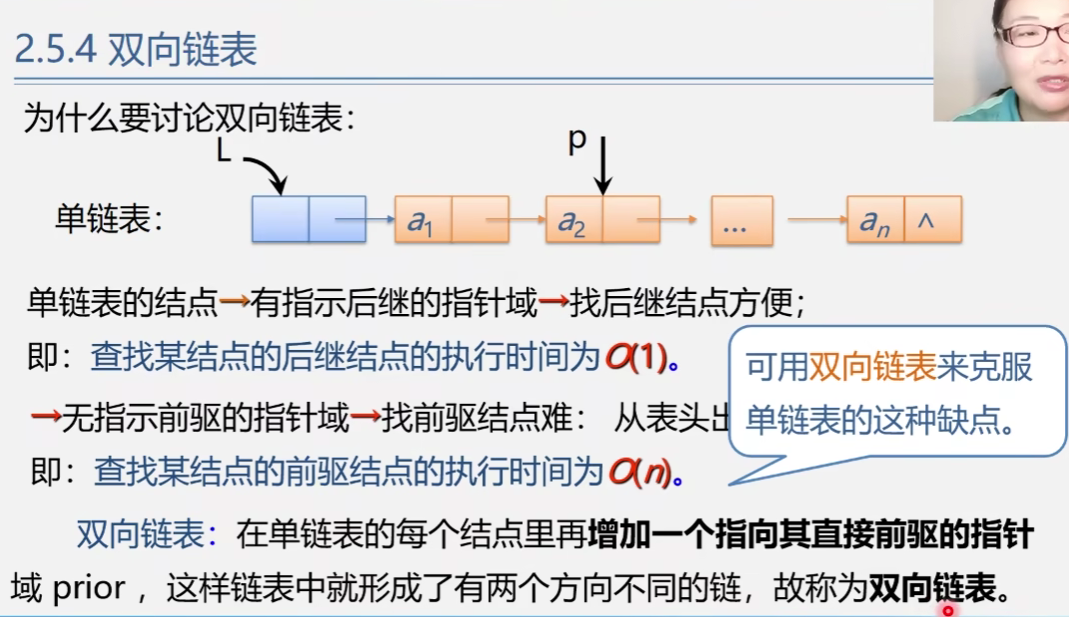 2.5.4 双向链表
为什么要讨论双向链表：
L
p
单链表：
a1 a2 ... an ∧
单链表的结点→有指示后继的指针域→找后继结点方便；
即：查找某结点的后继结点的执行时间为O(1)。
→无指示前驱的指针域→找前驱结点难： 从表头出
即：查找某结点的前驱结点的执行时间为O(n)。
可用双向链表来克服
单链表的这种缺点。
双向链表：在单链表的每个结点里再增加一个指向其直接前驱的指针
域 prior ，这样链表中就形成了有两个方向不同的链，故称为双向链表。